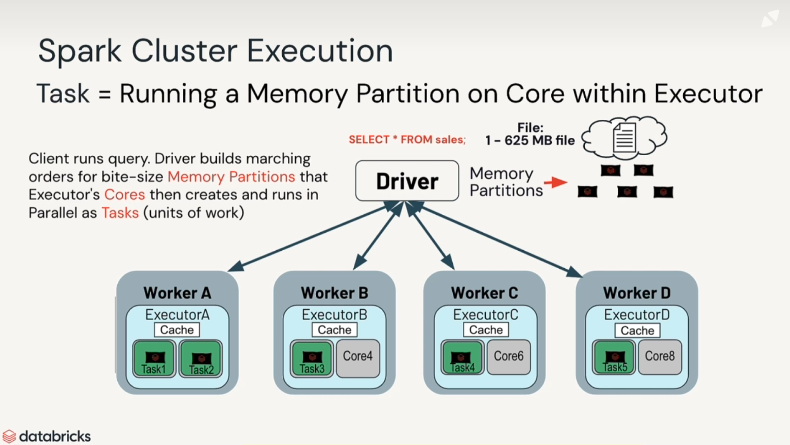 Spark Cluster Execution
Task = Running a Memory Partition on Core within Executor
Client runs query. Driver builds marching
orders for bite-size Memory Partitions that
Executor's Cores then creates and runs in
Parallel as Tasks (units of work)
SELECT * FROM sales;
File:
1 - 625 MB file
Driver
Memory
Partitions
Worker A
ExecutorA
Cache
Task1
Task2
Worker B
ExecutorB
Cache
Task3
Core4
Worker C
ExecutorC
Cache
Task4
Core6
Worker D
ExecutorD
Cache
Task5
Core8
databricks